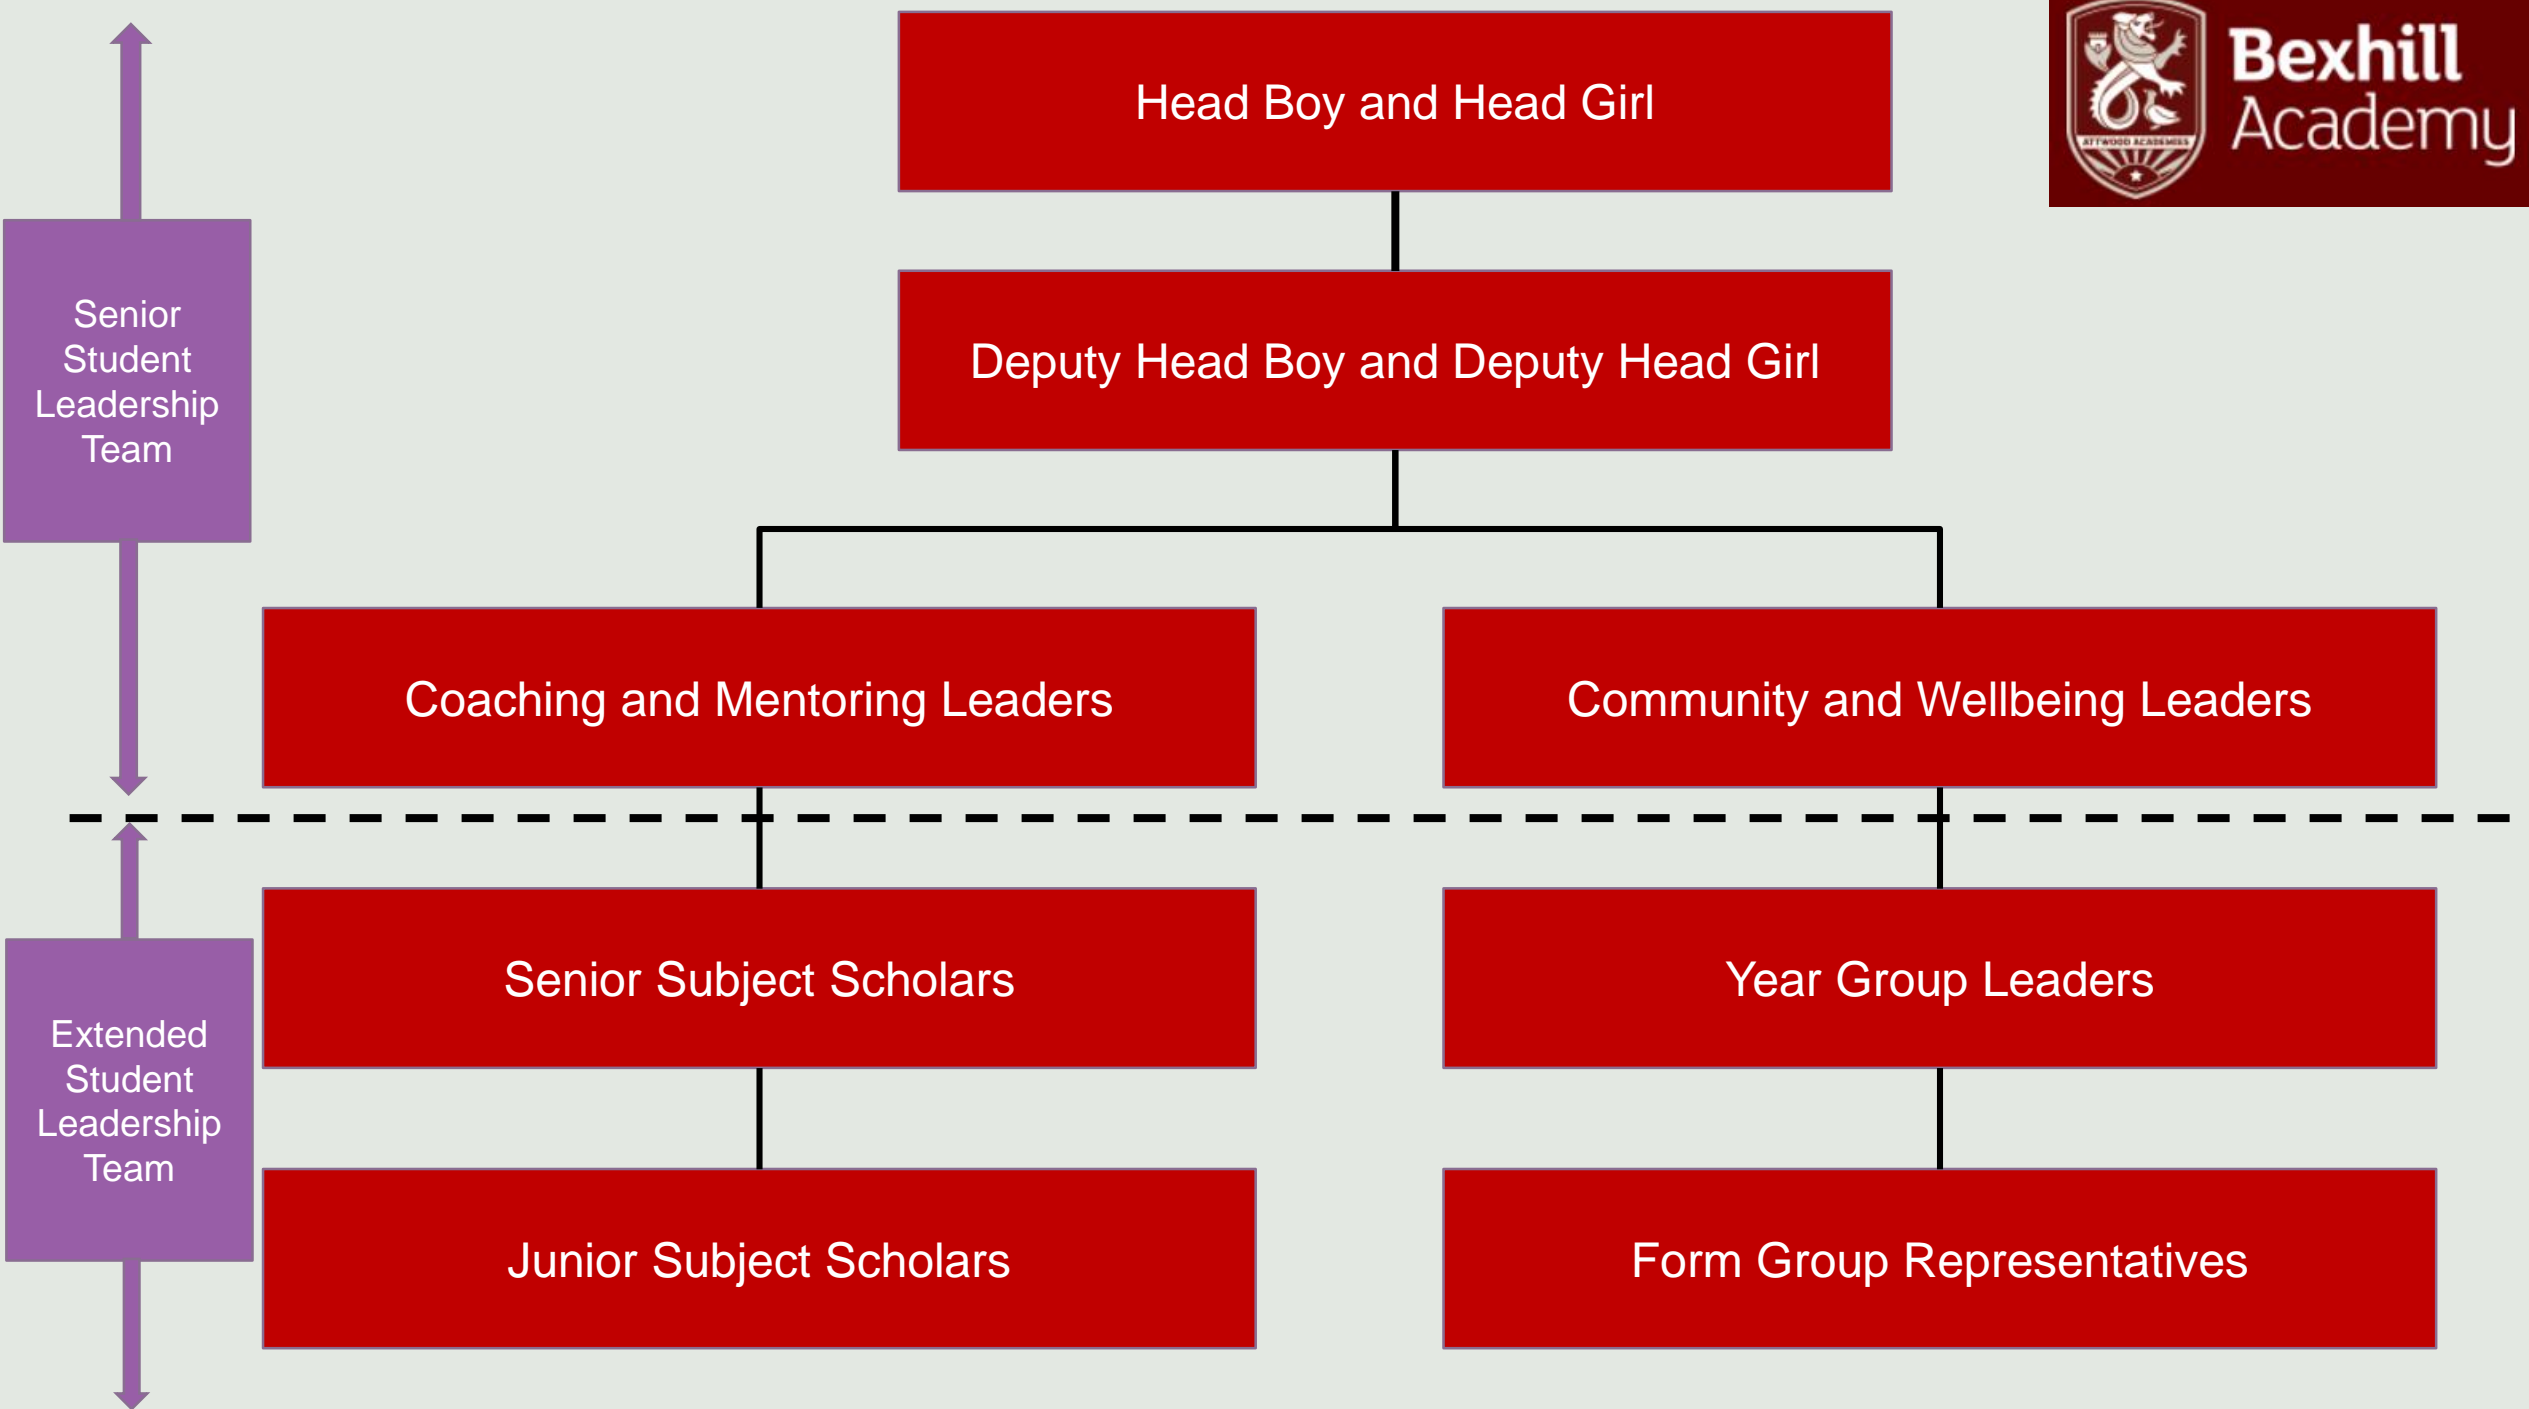 Bexhill
Academy
ATTWOOD ACADEMIES
Head Boy and Head Girl
Senior
Student
Leadership
Team
Deputy Head Boy and Deputy Head Girl
Coaching and Mentoring Leaders
Community and Wellbeing Leaders
Extended
Student
Leadership
Team
Senior Subject Scholars
Year Group Leaders
Junior Subject Scholars
Form Group Representatives